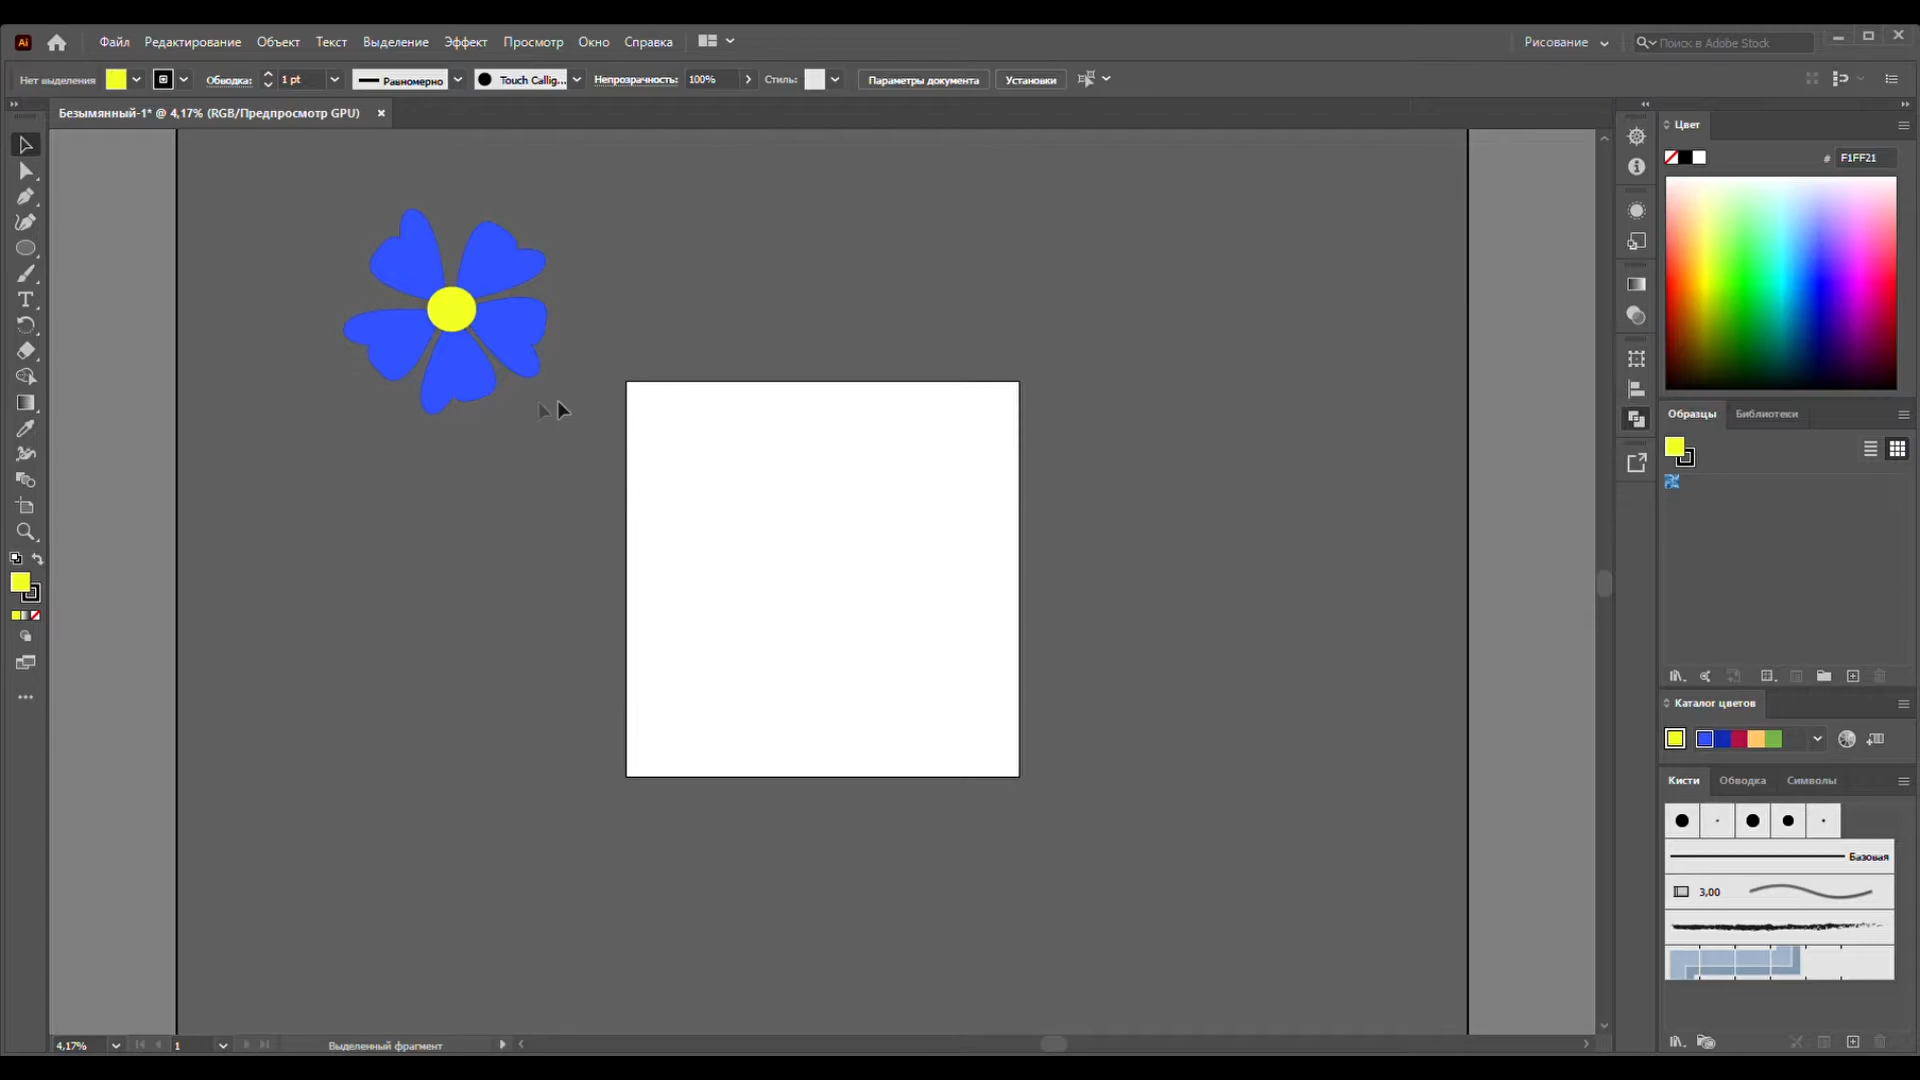 Ai Файл Редактирование Объект Текст Выделение Эффект Просмотр Окно Справка Рисование Поиск в Adobe Stock
Нет выделения Обводка: 1 pt Равномерно Touch Callig... Непрозрачность: 100% Стиль: Параметры документа Установки
Безымянный-1* @ 4,17% (RGB/Предпросмотр GPU) ×
Цвет
# F1FF21
Образцы Библиотеки
Каталог цветов
Кисти Обводка Символы
Базовая
3,00
4,17% 1 Выделенный фрагмент